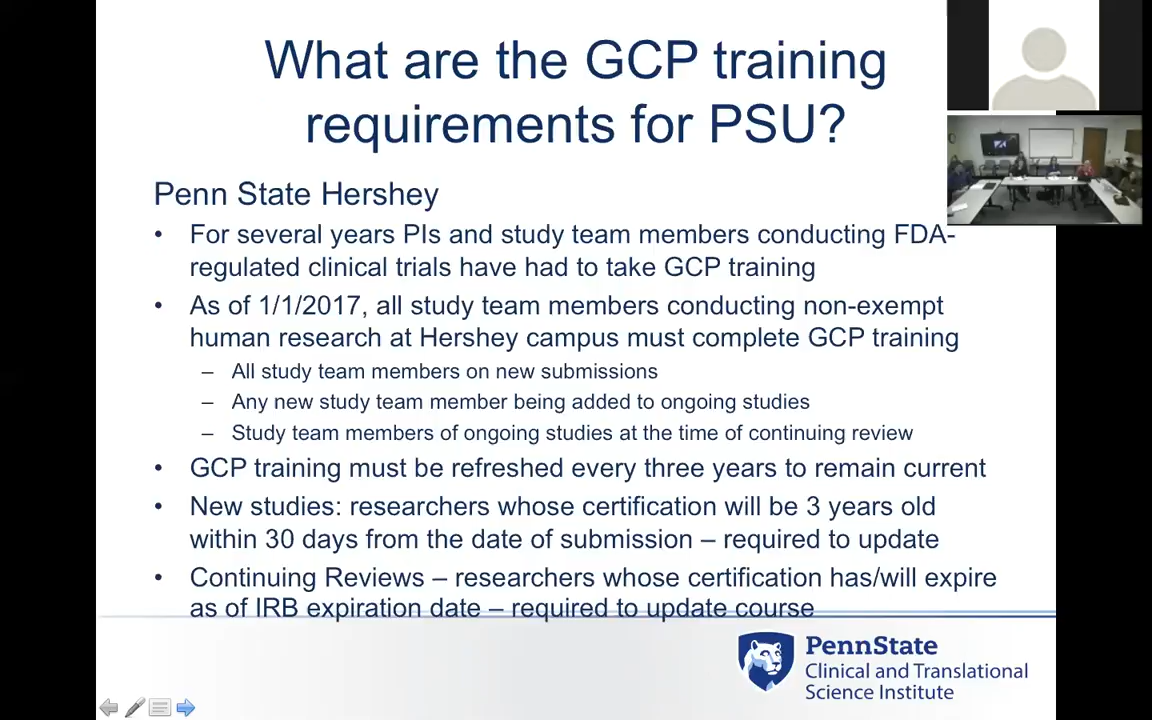 What are the GCP training
requirements for PSU?
Penn State Hershey
• For several years PIs and study team members conducting FDA-
regulated clinical trials have had to take GCP training
• As of 1/1/2017, all study team members conducting non-exempt
human research at Hershey campus must complete GCP training
– All study team members on new submissions
– Any new study team member being added to ongoing studies
– Study team members of ongoing studies at the time of continuing review
• GCP training must be refreshed every three years to remain current
• New studies: researchers whose certification will be 3 years old
within 30 days from the date of submission – required to update
• Continuing Reviews – researchers whose certification has/will expire
as of IRB expiration date – required to update course
PennState
Clinical and Translational
Science Institute